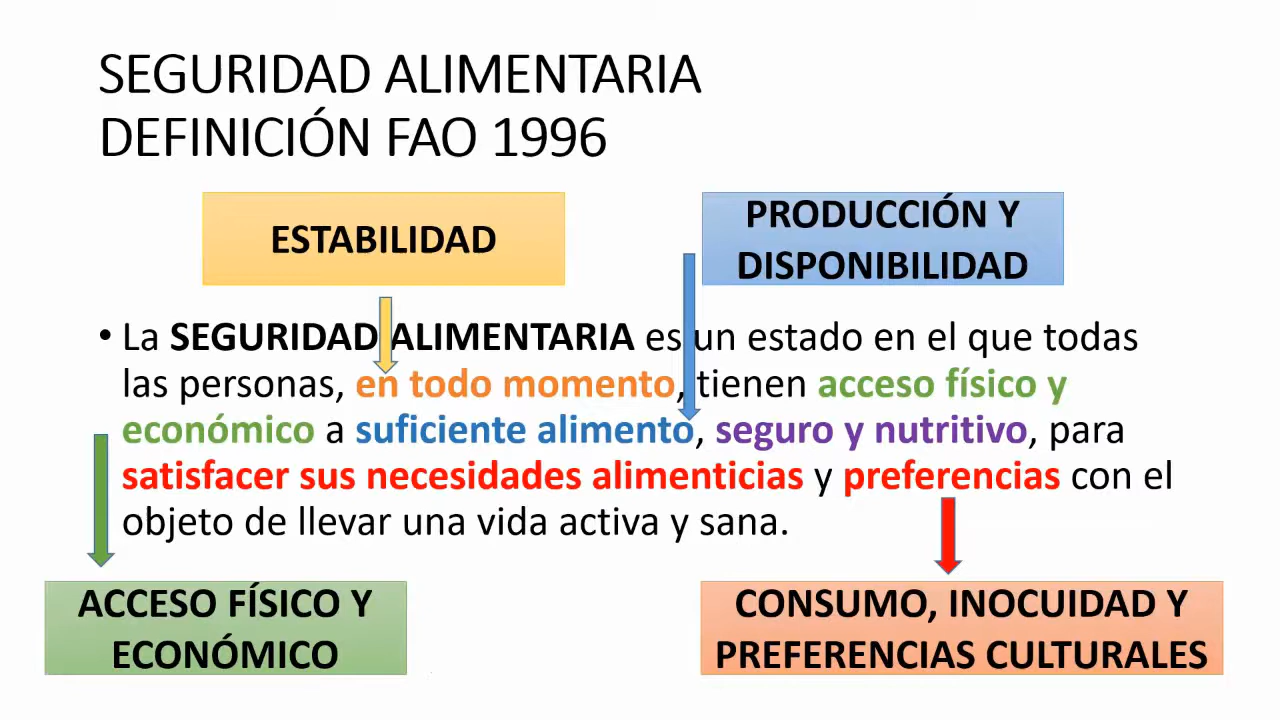 SEGURIDAD ALIMENTARIA
DEFINICIÓN FAO 1996
ESTABILIDAD
PRODUCCIÓN Y
DISPONIBILIDAD
• La SEGURIDAD ALIMENTARIA es un estado en el que todas
las personas, en todo momento, tienen acceso físico y
económico a suficiente alimento, seguro y nutritivo, para
satisfacer sus necesidades alimenticias y preferencias con el
objeto de llevar una vida activa y sana.
ACCESO FÍSICO Y
ECONÓMICO
CONSUMO, INOCUIDAD Y
PREFERENCIAS CULTURALES